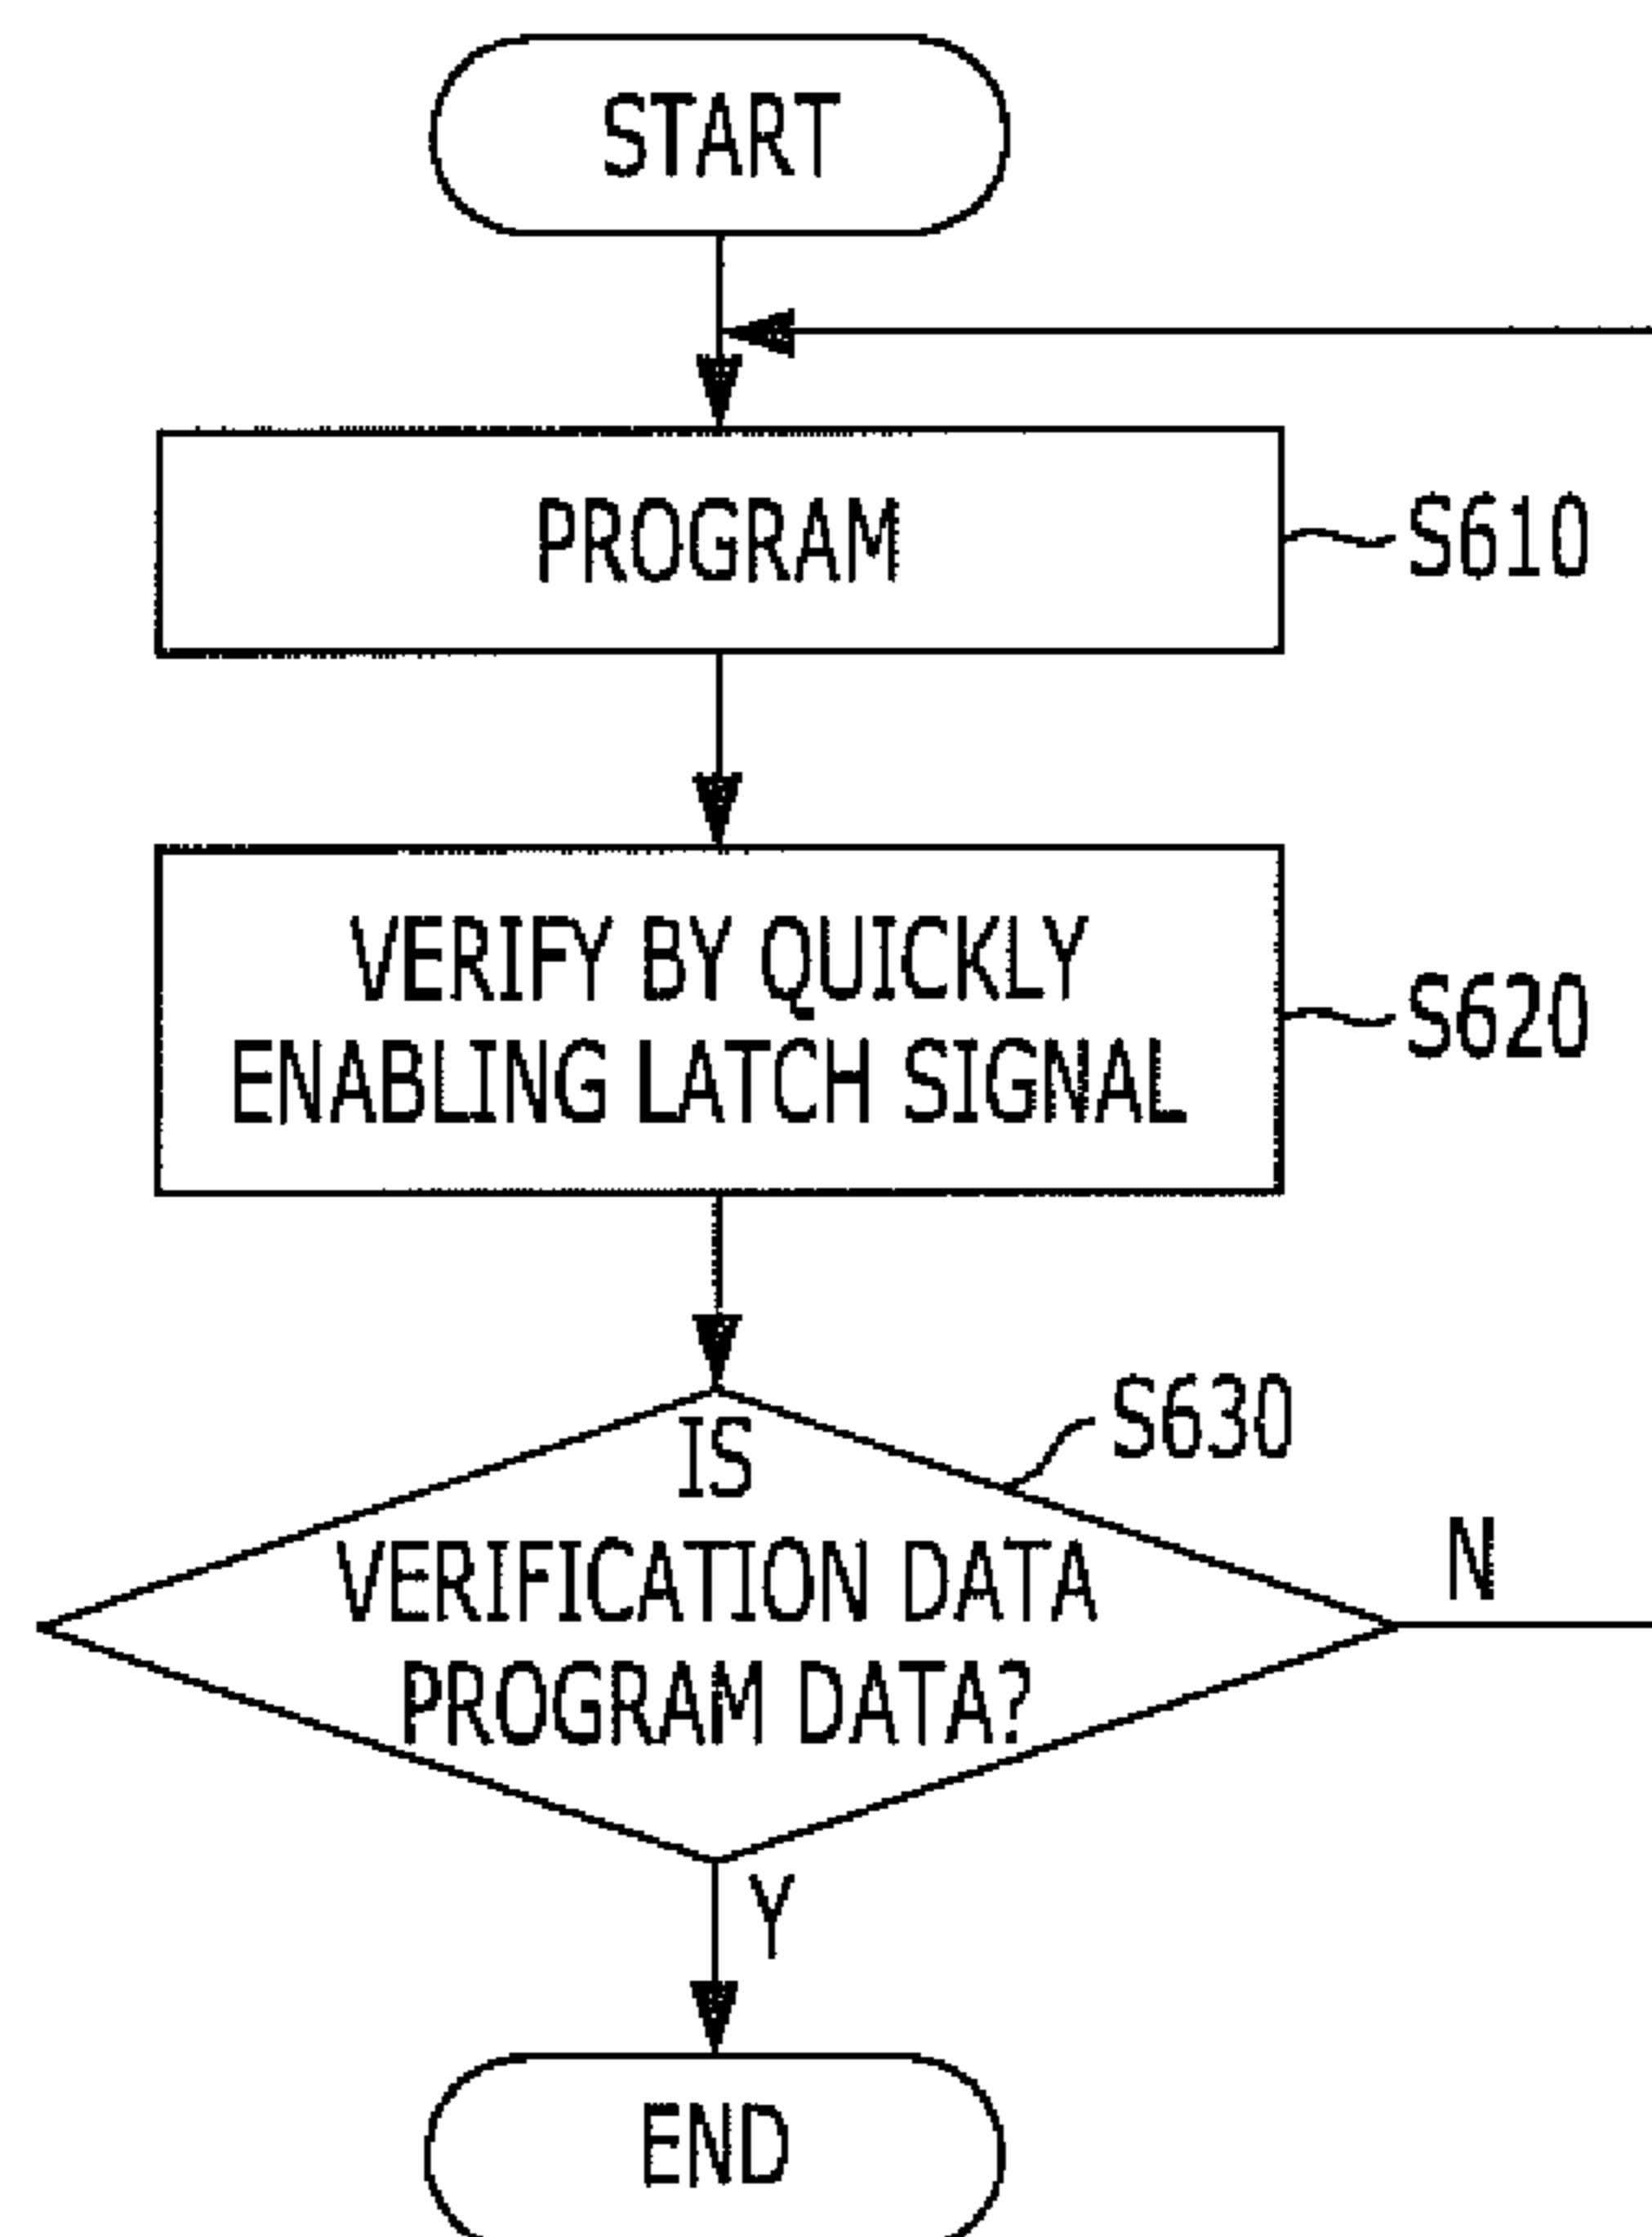 START
PROGRAM
S610
VERIFY BY QUICKLY
ENABLING LATCH SIGNAL
S620
S630
IS
VERIFICATION DATA
PROGRAM DATA?
N
Y
END